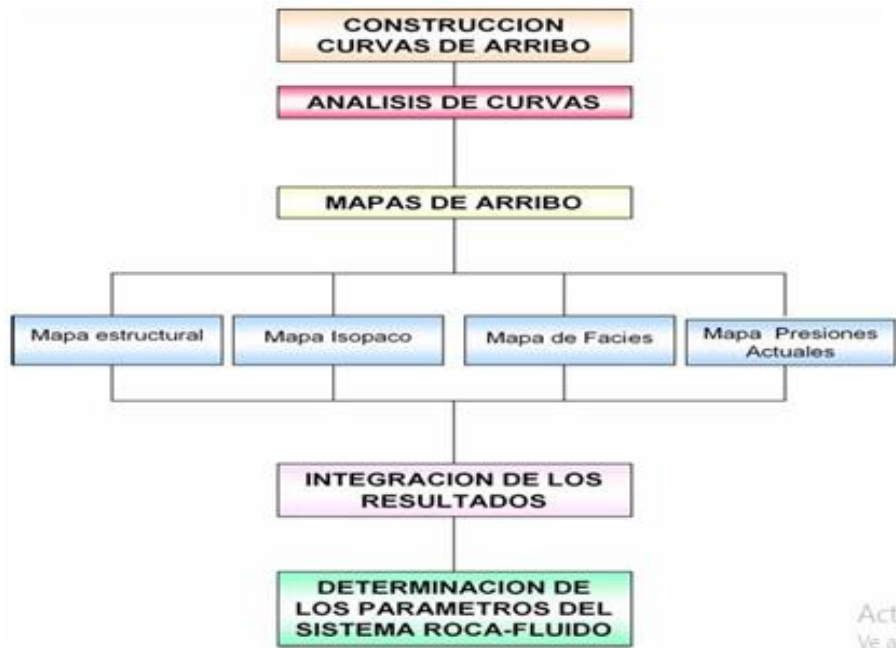 CONSTRUCCION
CURVAS DE ARRIBO
ANALISIS DE CURVAS
MAPAS DE ARRIBO
Mapa estructural
Mapa Isopaco
Mapa de Facies
Mapa Presiones
Actuales
INTEGRACION DE LOS
RESULTADOS
DETERMINACION DE
LOS PARAMETROS DEL
SISTEMA ROCA-FLUIDO
Act
Ve a